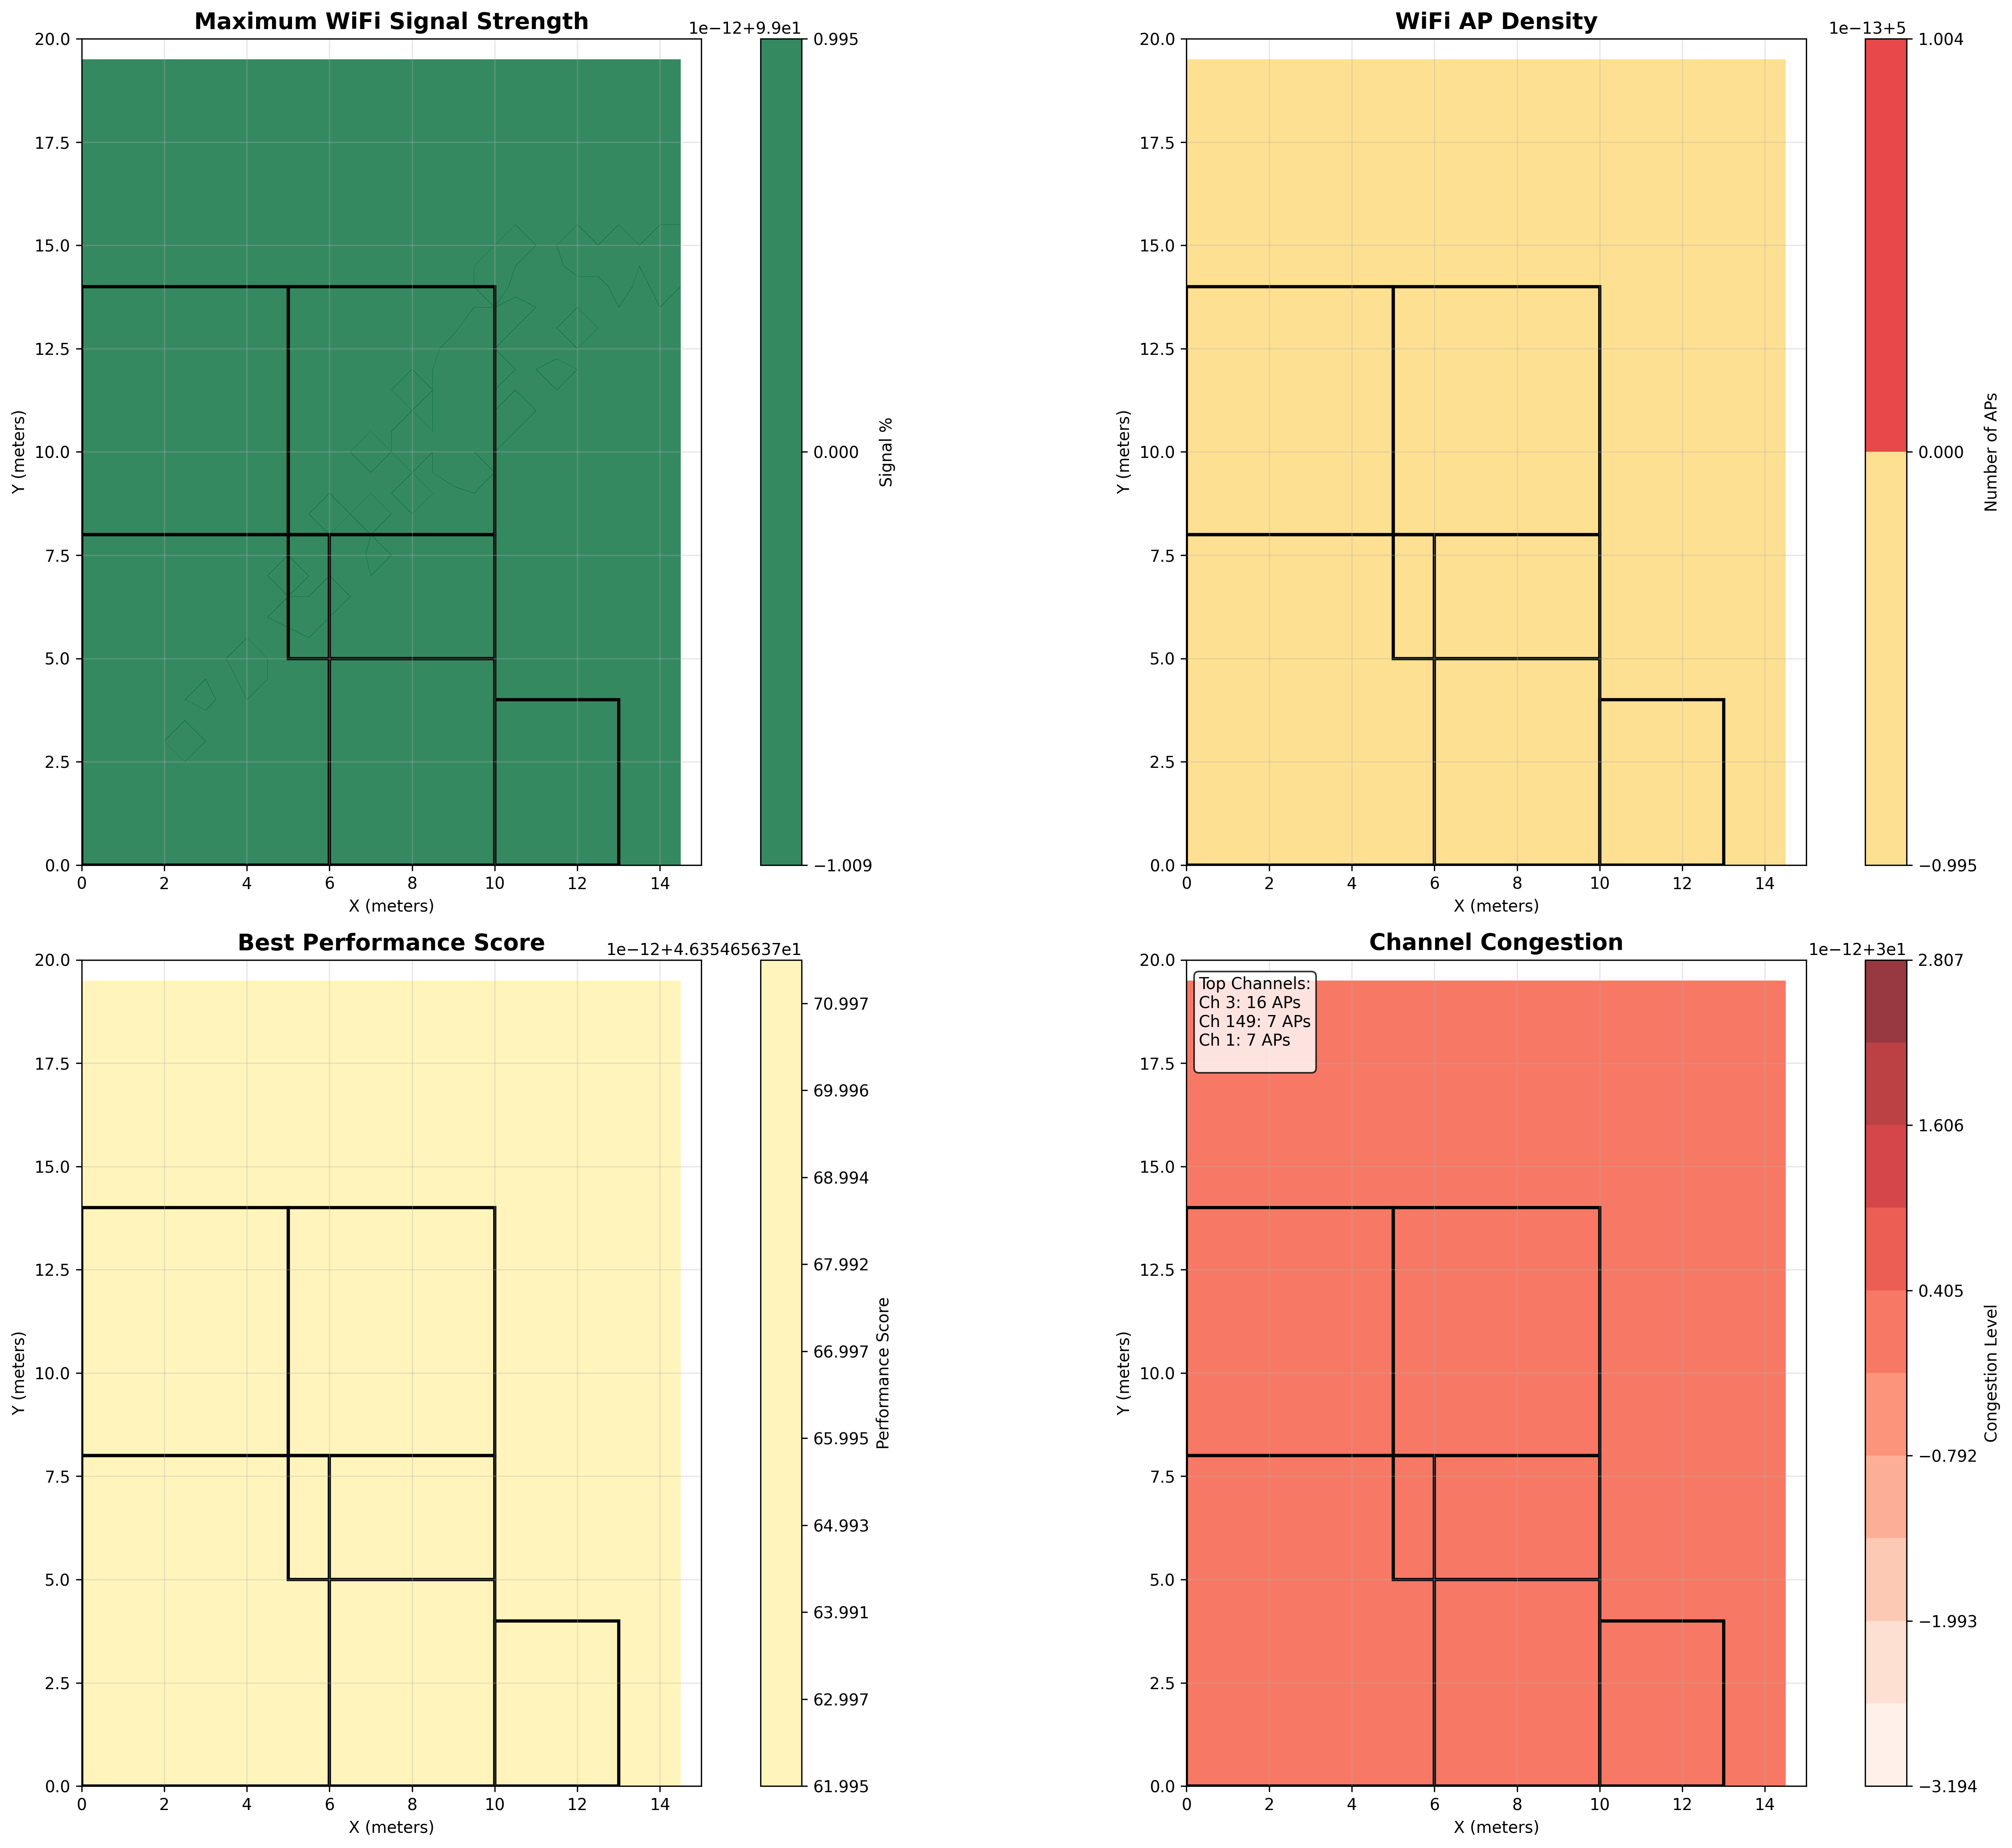 Maximum WiFi Signal Strength
1e−12+9.9e1
20.0
17.5
15.0
12.5
10.0
7.5
5.0
2.5
0.0
Y (meters)
0 2 4 6 8 10 12 14
X (meters)
0.995
0.000
−1.009
Signal %
WiFi AP Density
1e−13+5
20.0
17.5
15.0
12.5
10.0
7.5
5.0
2.5
0.0
Y (meters)
0 2 4 6 8 10 12 14
X (meters)
1.004
0.000
−0.995
Number of APs
Best Performance Score
1e−12+4.635465637e1
20.0
17.5
15.0
12.5
10.0
7.5
5.0
2.5
0.0
Y (meters)
0 2 4 6 8 10 12 14
X (meters)
70.997
69.996
68.994
67.992
66.997
65.995
64.993
63.991
62.997
61.995
Performance Score
Channel Congestion
1e−12+3e1
Top Channels:
Ch 3: 16 APs
Ch 149: 7 APs
Ch 1: 7 APs
20.0
17.5
15.0
12.5
10.0
7.5
5.0
2.5
0.0
Y (meters)
0 2 4 6 8 10 12 14
X (meters)
2.807
1.606
0.405
−0.792
−1.993
−3.194
Congestion Level